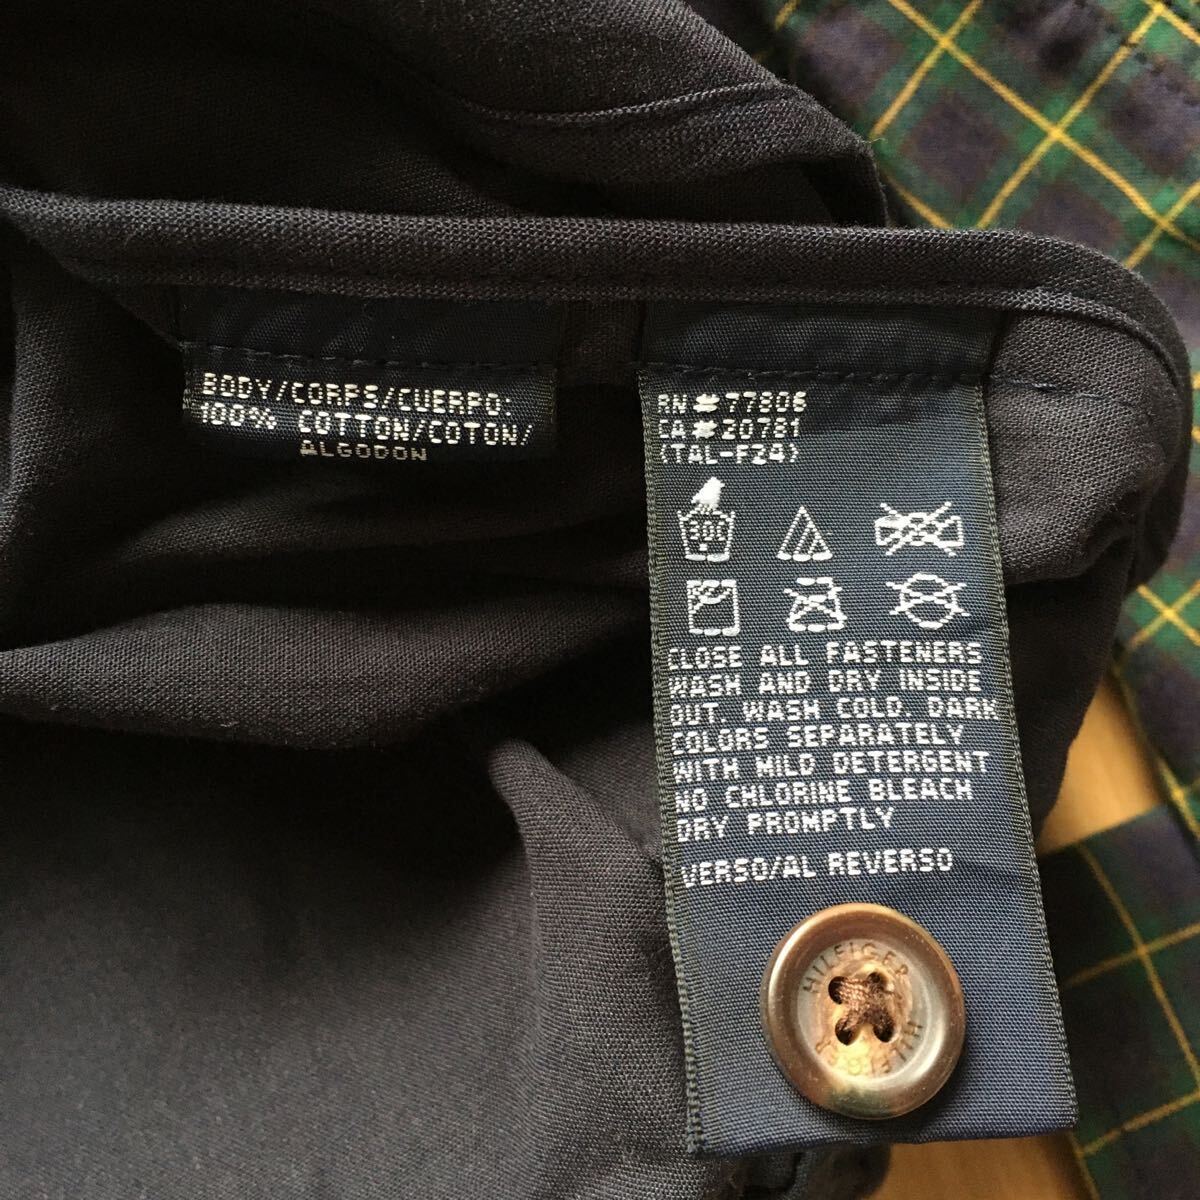 BODY/CORPS/CUERPO:
100% COTTON/COTON/
ALGODON
RN#77806
CA#20781
(TAL-F24)
30C
CLOSE ALL FASTENERS
WASH AND DRY INSIDE
OUT. WASH COLD. DARK
COLORS SEPARATELY
WITH MILD DETERGENT
NO CHLORINE BLEACH
DRY PROMPTLY
VERSO/AL REVERSO
HILFIGER
HILFIGER